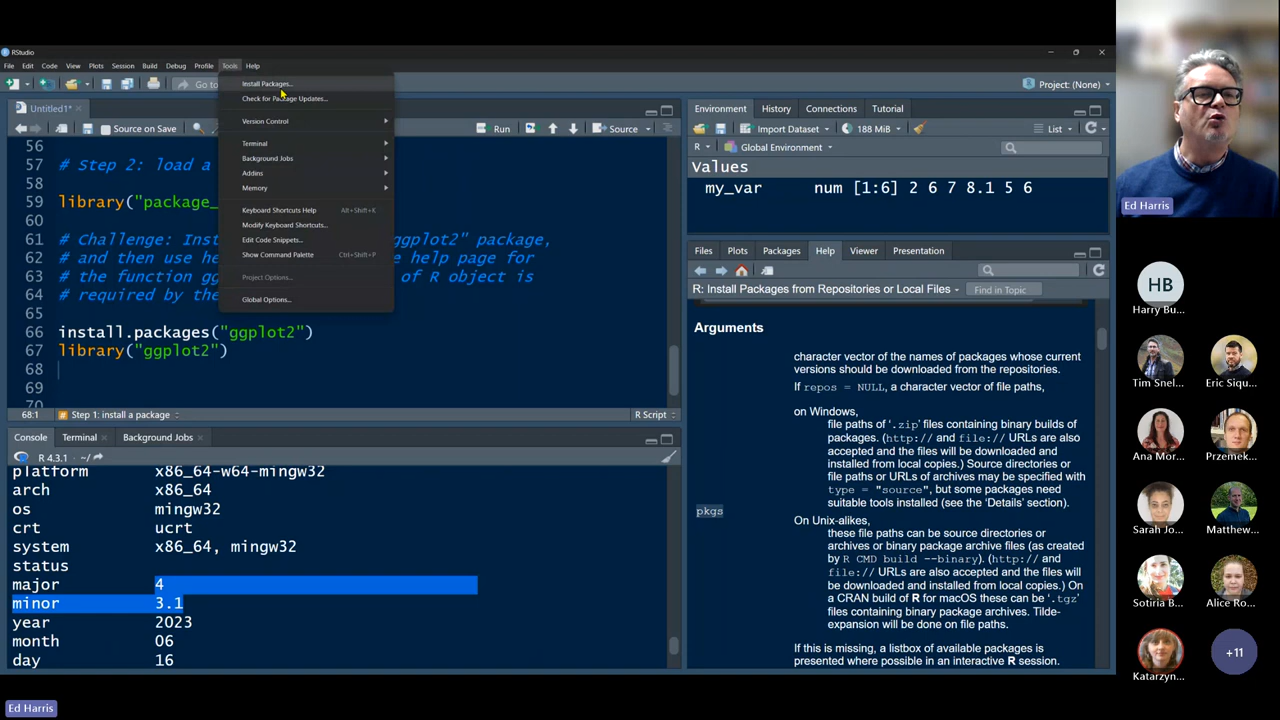 RStudio
File Edit Code View Plots Session Build Debug Profile Tools Help
Go to
Project: (None)
Install Packages...
Check for Package Updates...
Version Control
Terminal
Background Jobs
Addins
Memory
Keyboard Shortcuts Help Alt+Shift+K
Modify Keyboard Shortcuts...
Edit Code Snippets...
Show Command Palette Ctrl+Shift+P
Project Options...
Global Options...
Untitled1*
Source on Save
Run
Source
56
57 # Step 2: load a
58
59 library("package_
60
61 # Challenge: Inst ggplot2" package,
62 # and then use he e help page for
63 # the function gg of R object is
64 # required by the
65
66 install.packages("ggplot2")
67 library("ggplot2")
68
69
70
68:1 Step 1: install a package R Script
Console Terminal Background Jobs
R 4.3.1 · ~/
platform x86_64-w64-mingw32
arch x86_64
os mingw32
crt ucrt
system x86_64, mingw32
status
major 4
minor 3.1
year 2023
month 06
day 16
Environment History Connections Tutorial
Import Dataset 188 MiB List
R Global Environment
Values
my_var num [1:6] 2 6 7 8.1 5 6
Files Plots Packages Help Viewer Presentation
R: Install Packages from Repositories or Local Files Find in Topic
Arguments
pkgs
character vector of the names of packages whose current
versions should be downloaded from the repositories.
If repos = NULL, a character vector of file paths,
on Windows,
file paths of ‘.zip’ files containing binary builds of
packages. (http:// and file:// URLs are also
accepted and the files will be downloaded and
installed from local copies.) Source directories or
file paths or URLs of archives may be specified with
type = "source", but some packages need
suitable tools installed (see the ‘Details’ section).
On Unix-alikes,
these file paths can be source directories or
archives or binary package archive files (as created
by R CMD build --binary). (http:// and
file:// URLs are also accepted and the files will
be downloaded and installed from local copies.) On
a CRAN build of R for macOS these can be ‘.tgz’
files containing binary package archives. Tilde-
expansion will be done on file paths.
If this is missing, a listbox of available packages is
presented where possible in an interactive R session.
Ed Harris
HB
Harry Bu...
Tim Snel... Eric Siqu...
Ana Mor... Przemek...
Sarah Jo... Matthew...
Sotiria B... Alice Ro...
Katarzyn... +11
Ed Harris